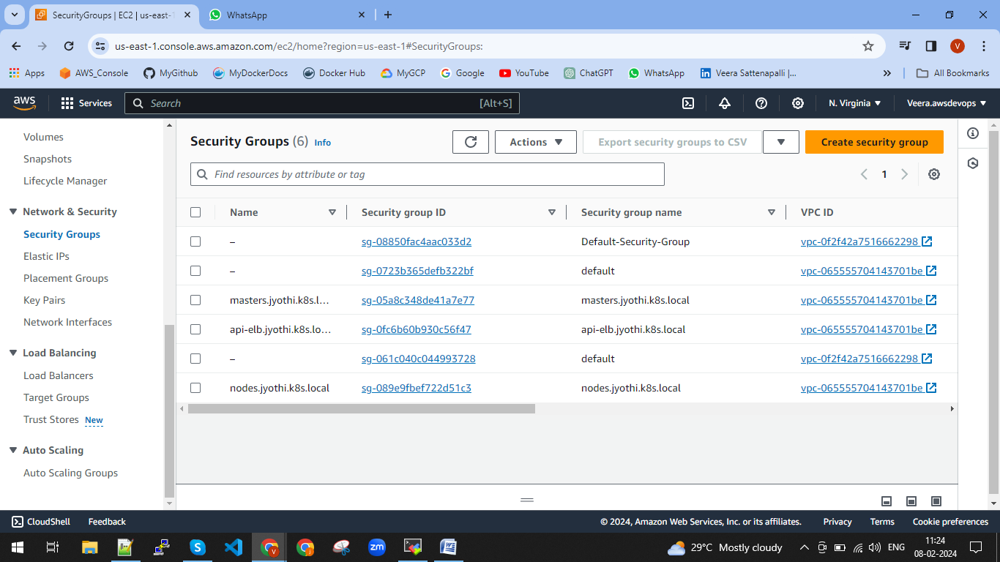 SecurityGroups | EC2 | us-east-1
WhatsApp
us-east-1.console.aws.amazon.com/ec2/home?region=us-east-1#SecurityGroups:
V
Apps
AWS_Console
MyGithub
MyDockerDocs
Docker Hub
MyGCP
Google
YouTube
ChatGPT
WhatsApp
Veera Sattenapalli |...
All Bookmarks
aws
Services
Search
[Alt+S]
N. Virginia
Veera.awsdevops
Volumes
Snapshots
Lifecycle Manager
Network & Security
Security Groups
Elastic IPs
Placement Groups
Key Pairs
Network Interfaces
Load Balancing
Load Balancers
Target Groups
Trust Stores New
Auto Scaling
Auto Scaling Groups
Security Groups (6) Info
Actions
Export security groups to CSV
Create security group
Find resources by attribute or tag
1
Name Security group ID Security group name VPC ID
– sg-08850fac4aac033d2 Default-Security-Group vpc-0f2f42a7516662298
– sg-0723b365defb322bf default vpc-065555704143701be
masters.jyothi.k8s.l... sg-05a8c348de41a7e77 masters.jyothi.k8s.local vpc-065555704143701be
api-elb.jyothi.k8s.lo... sg-0fc6b60b930c56f47 api-elb.jyothi.k8s.local vpc-065555704143701be
– sg-061c040c044993728 default vpc-0f2f42a7516662298
nodes.jyothi.k8s.local sg-089e9fbef722d51c3 nodes.jyothi.k8s.local vpc-065555704143701be
CloudShell
Feedback
© 2024, Amazon Web Services, Inc. or its affiliates.
Privacy
Terms
Cookie preferences
zm
29°C Mostly cloudy
ENG
11:24
08-02-2024